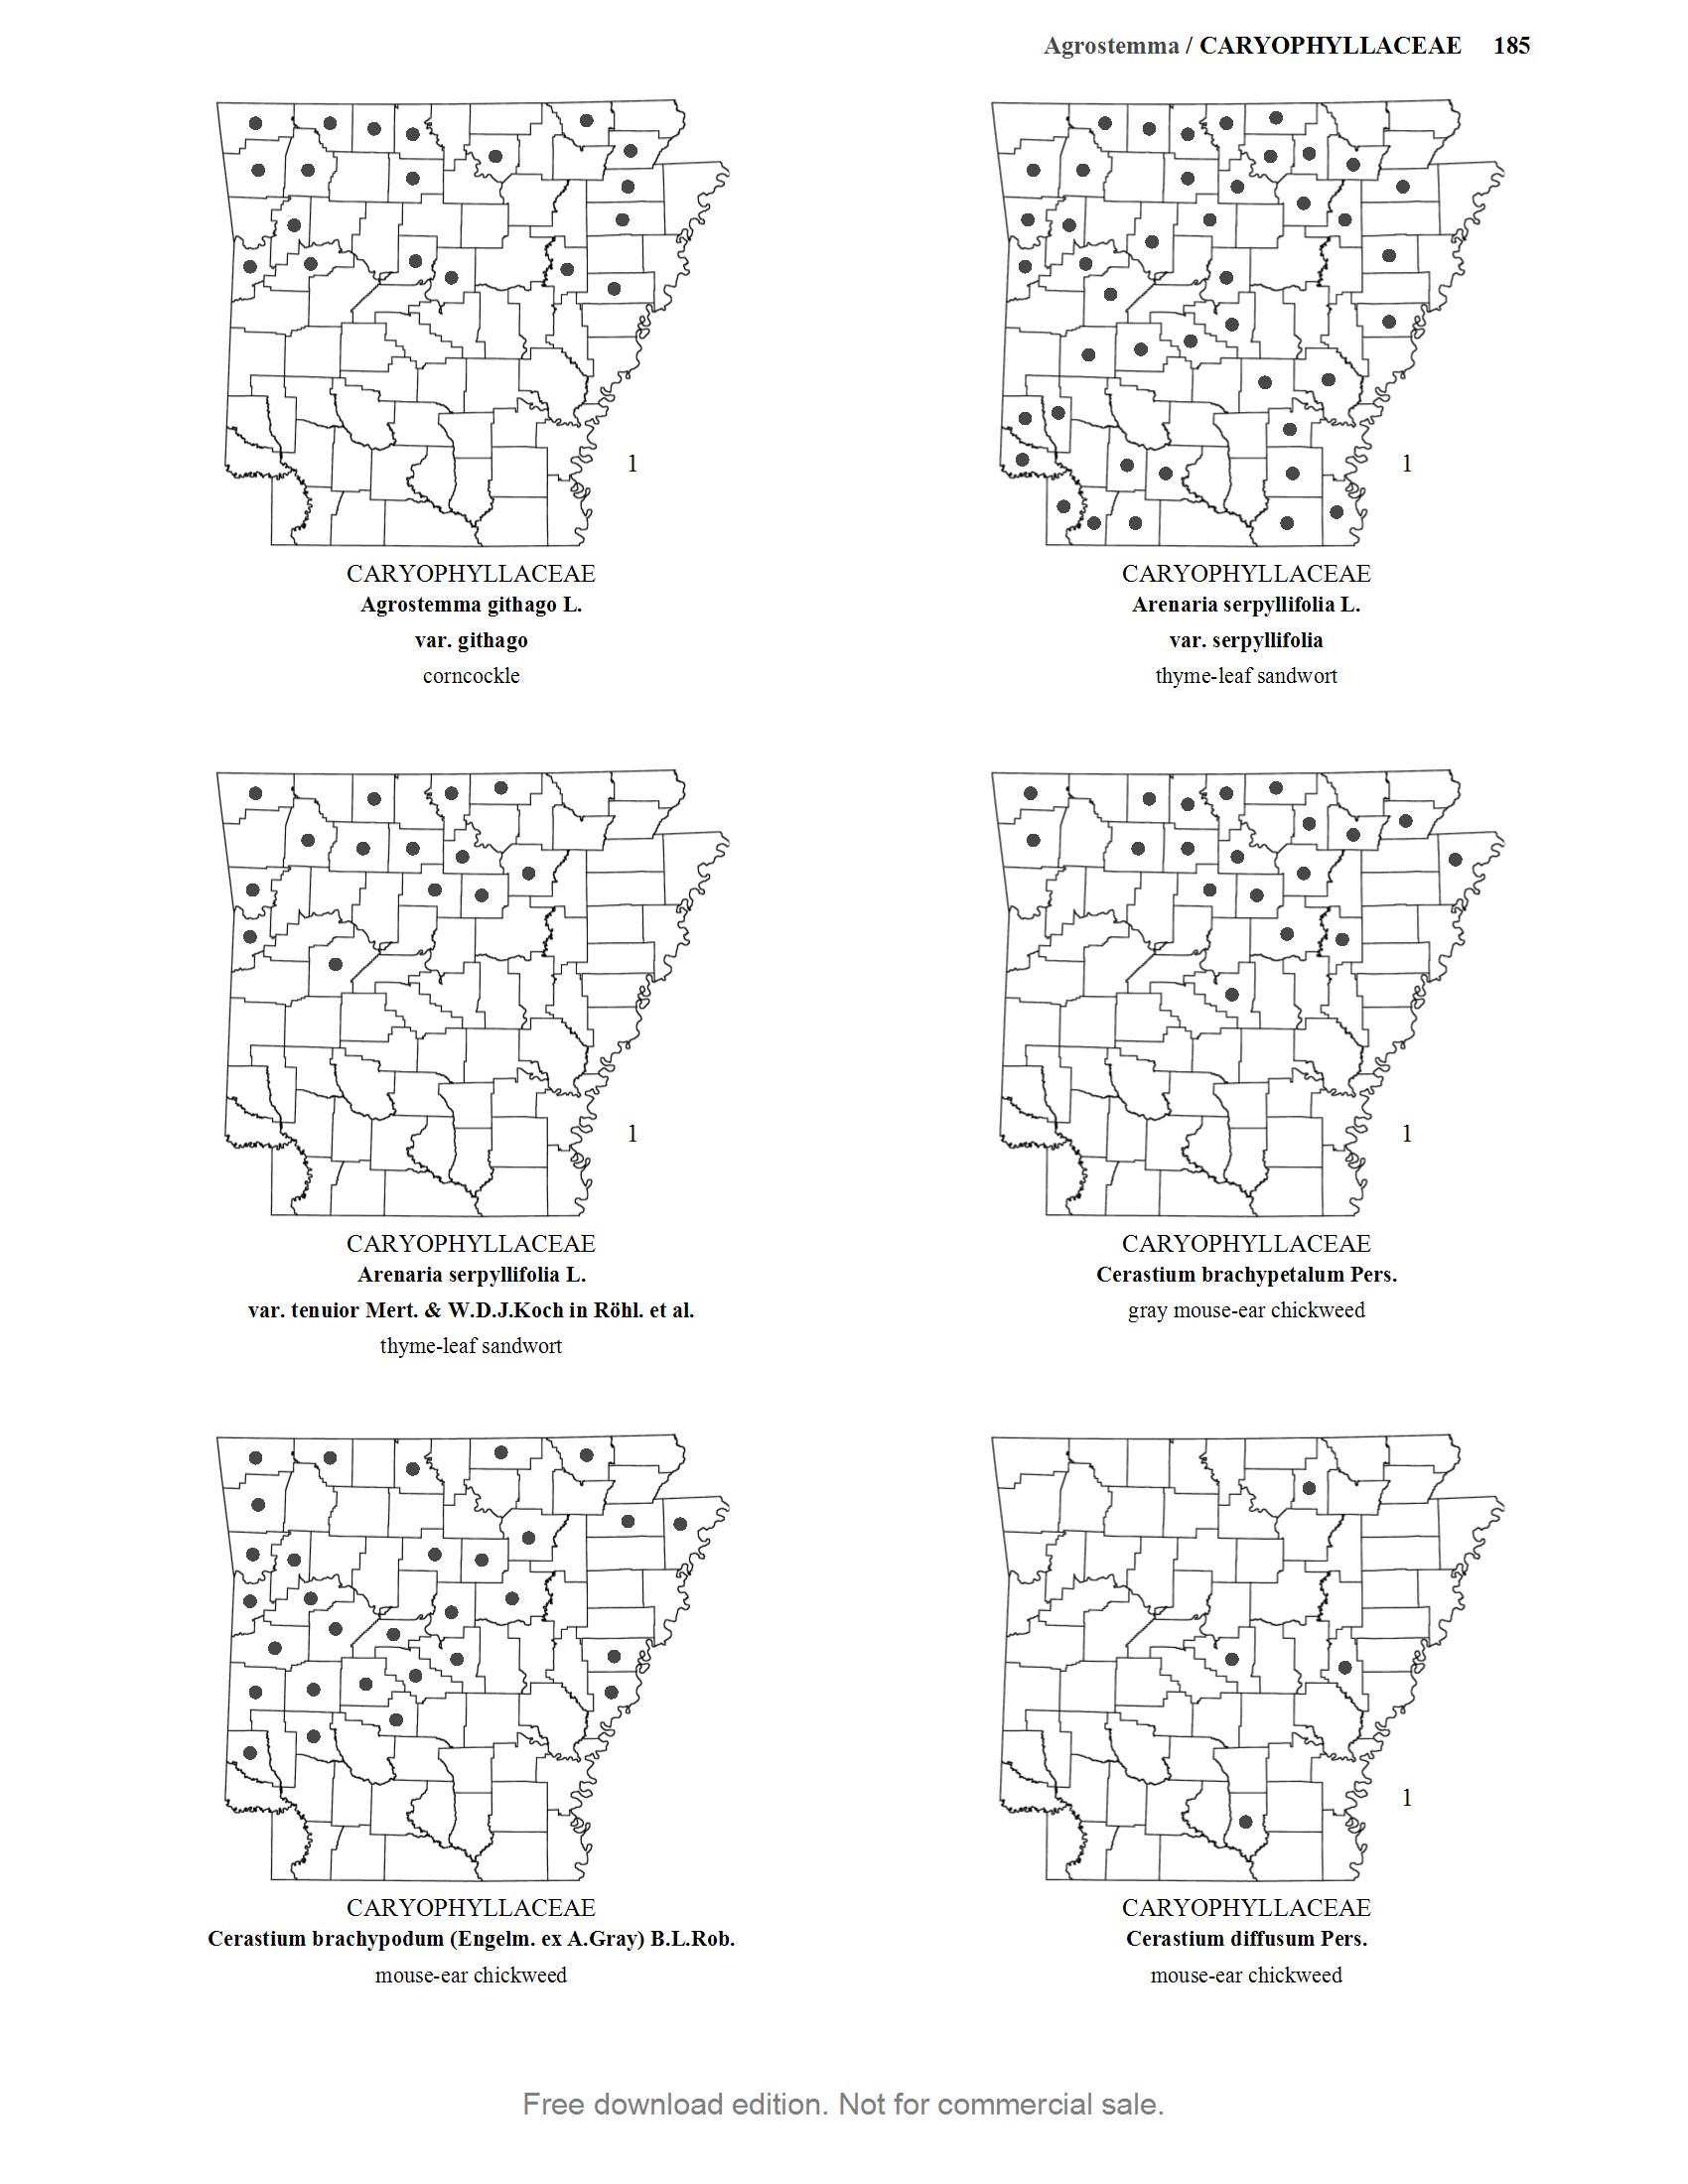 Agrostemma / CARYOPHYLLACEAE 185
1
CARYOPHYLLACEAE
Agrostemma githago L.
var. githago
corncockle
1
CARYOPHYLLACEAE
Arenaria serpyllifolia L.
var. serpyllifolia
thyme-leaf sandwort
1
CARYOPHYLLACEAE
Arenaria serpyllifolia L.
var. tenuior Mert. & W.D.J.Koch in Röhl. et al.
thyme-leaf sandwort
1
CARYOPHYLLACEAE
Cerastium brachypetalum Pers.
gray mouse-ear chickweed
CARYOPHYLLACEAE
Cerastium brachypodum (Engelm. ex A.Gray) B.L.Rob.
mouse-ear chickweed
1
CARYOPHYLLACEAE
Cerastium diffusum Pers.
mouse-ear chickweed
Free download edition. Not for commercial sale.